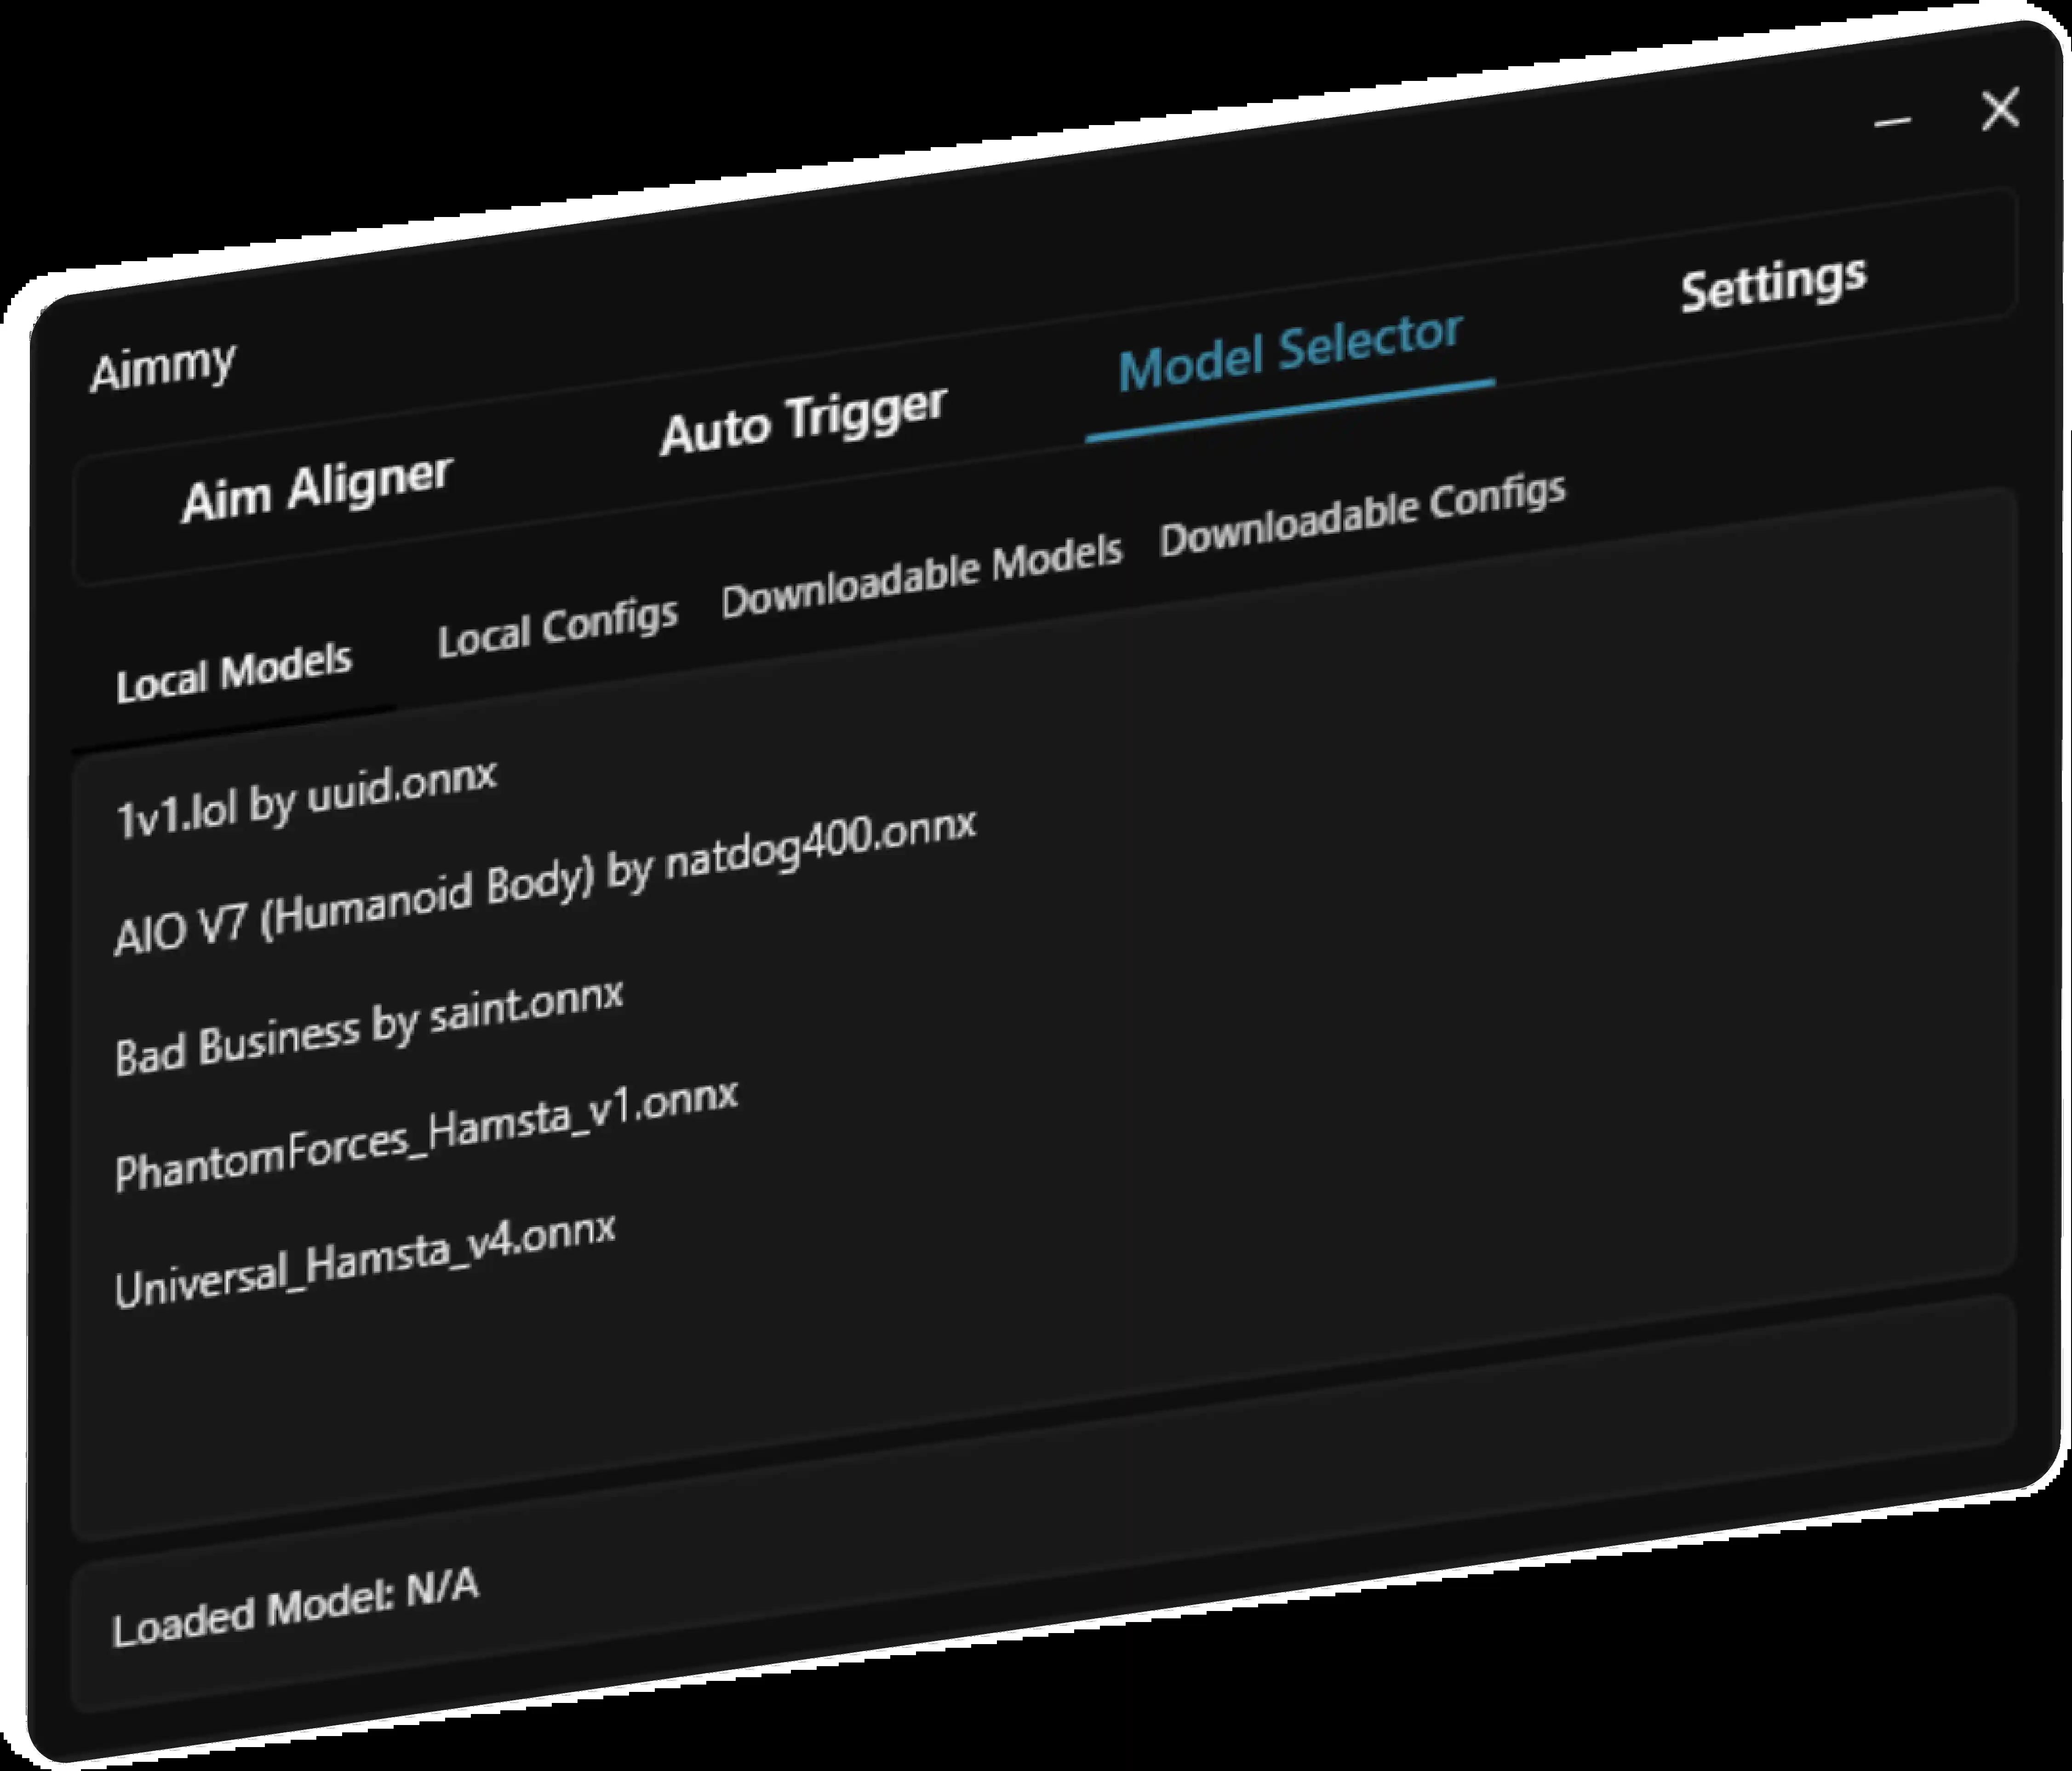 Aimmy
Aim Aligner Auto Trigger Model Selector Settings
Local Models Local Configs Downloadable Models Downloadable Configs
1v1.lol by uuid.onnx
AIO V7 (Humanoid Body) by natdog400.onnx
Bad Business by saint.onnx
PhantomForces_Hamsta_v1.onnx
Universal_Hamsta_v4.onnx
Loaded Model: N/A